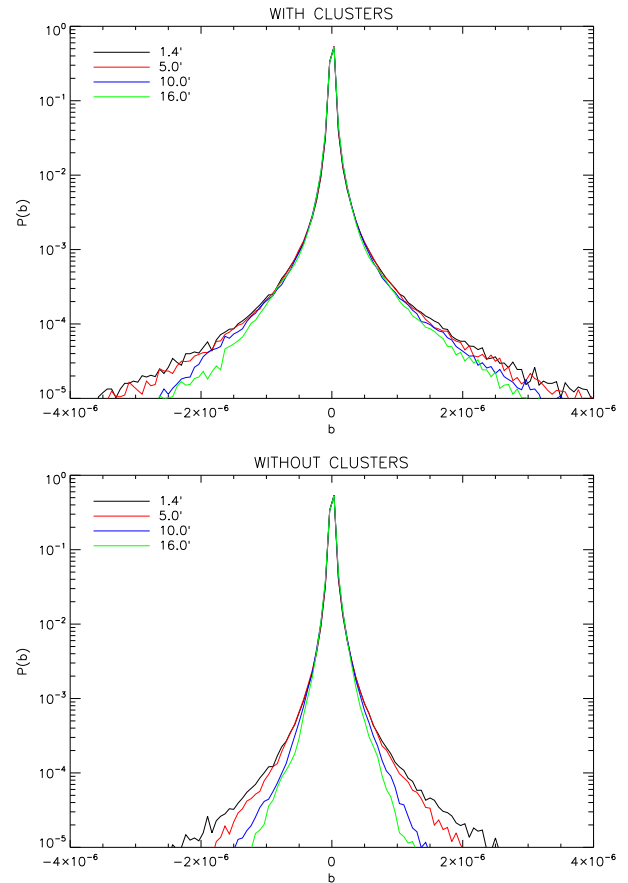 WITH CLUSTERS
1.4'
5.0'
10.0'
16.0'
10⁰
10⁻¹
10⁻²
10⁻³
10⁻⁴
10⁻⁵
P(b)
−4×10⁻⁶ −2×10⁻⁶ 0 2×10⁻⁶ 4×10⁻⁶
b
WITHOUT CLUSTERS
1.4'
5.0'
10.0'
16.0'
10⁰
10⁻¹
10⁻²
10⁻³
10⁻⁴
10⁻⁵
P(b)
−4×10⁻⁶ −2×10⁻⁶ 0 2×10⁻⁶ 4×10⁻⁶
b